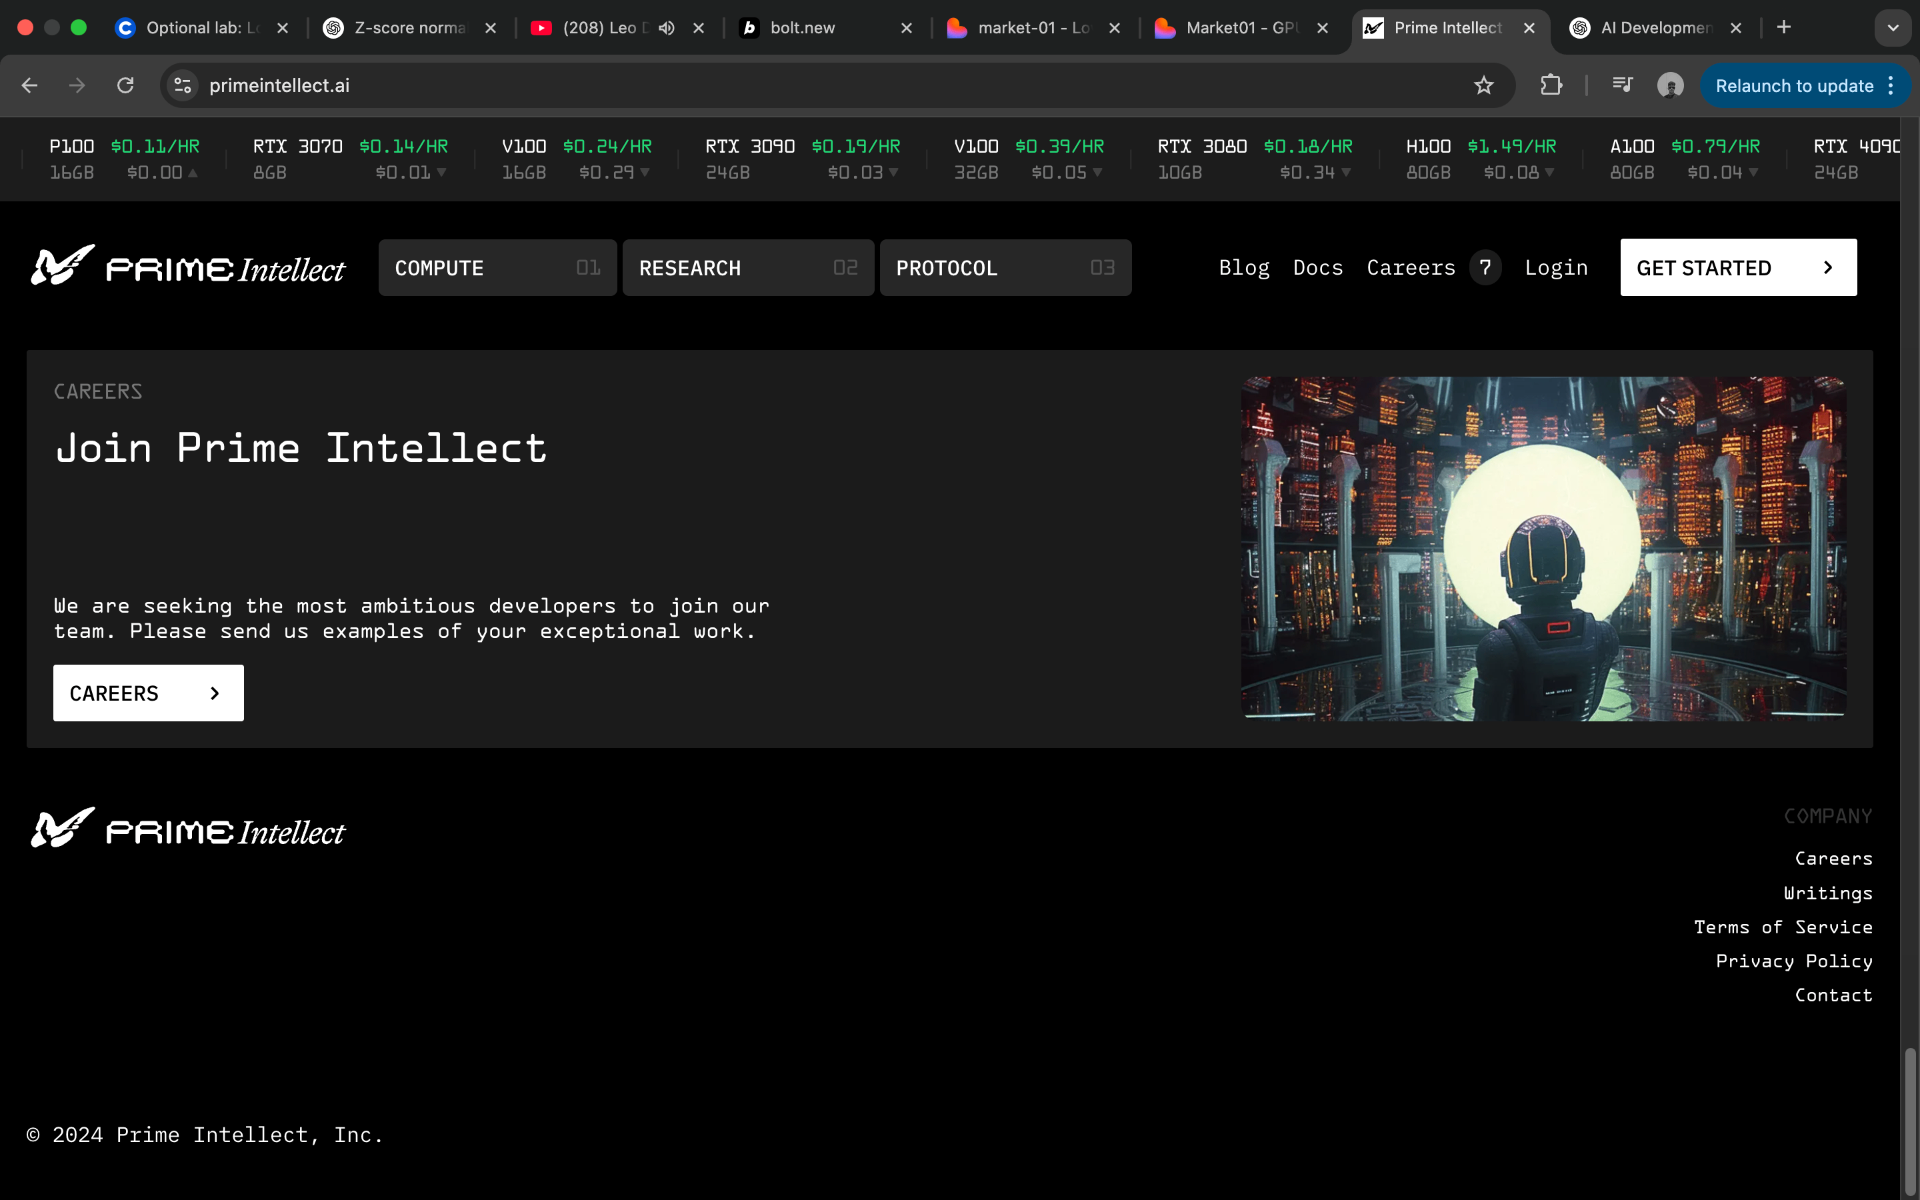 Optional lab: L
Z-score norma
(208) Leo D
bolt.new
market-01 - Lo
Market01 - GPU
Prime Intellect
AI Developmen
primeintellect.ai
Relaunch to update
P100 $0.11/HR
16GB $0.00
RTX 3070 $0.14/HR
8GB $0.01
V100 $0.24/HR
16GB $0.29
RTX 3090 $0.19/HR
24GB $0.03
V100 $0.39/HR
32GB $0.05
RTX 3080 $0.18/HR
10GB $0.34
H100 $1.49/HR
80GB $0.08
A100 $0.79/HR
80GB $0.04
RTX 4090
24GB
PRIME Intellect
COMPUTE 01
RESEARCH 02
PROTOCOL 03
Blog
Docs
Careers 7
Login
GET STARTED
CAREERS
Join Prime Intellect
We are seeking the most ambitious developers to join our
team. Please send us examples of your exceptional work.
CAREERS
PRIME Intellect
COMPANY
Careers
Writings
Terms of Service
Privacy Policy
Contact
© 2024 Prime Intellect, Inc.